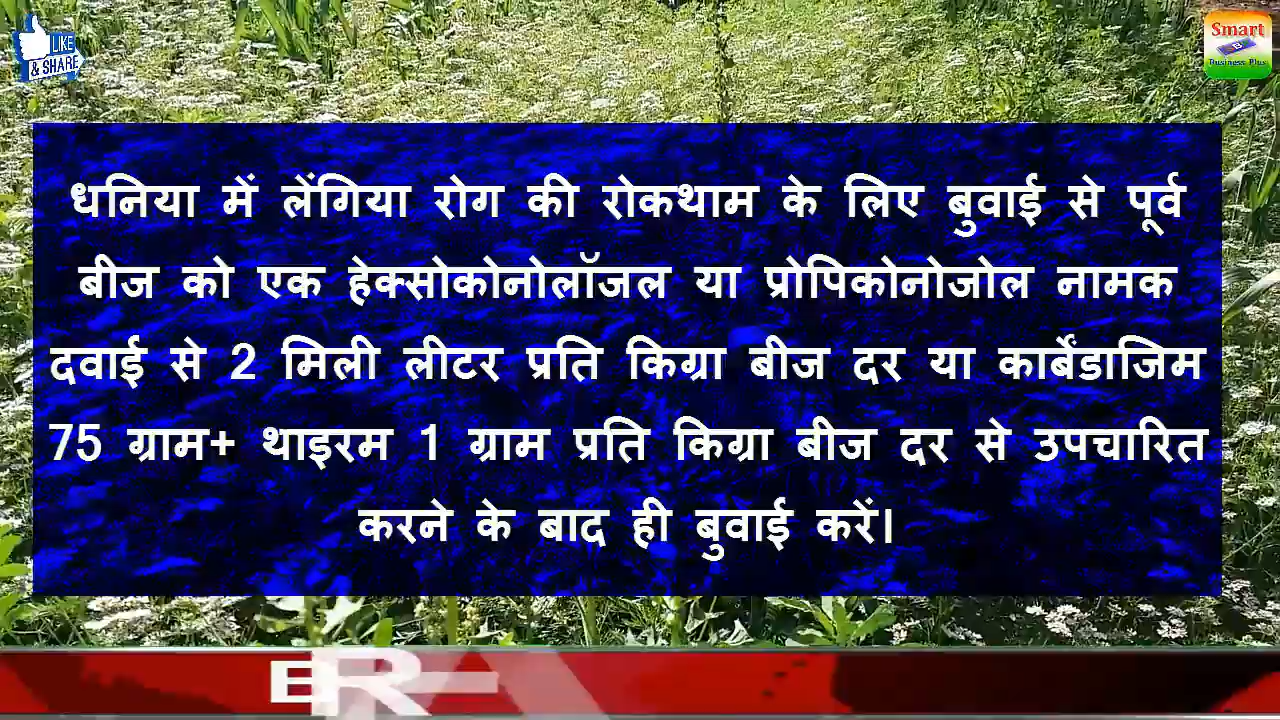 LIKE
& SHARE
Smart
B
Business Plus
धनिया में लेंगिया रोग की रोकथाम के लिए बुवाई से पूर्व
बीज को एक हेक्सोकोनोलॉजल या प्रोपिकोनोजोल नामक
दवाई से 2 मिली लीटर प्रति किग्रा बीज दर या कार्बेंडाजिम
75 ग्राम+ थाइरम 1 ग्राम प्रति किग्रा बीज दर से उपचारित
करने के बाद ही बुवाई करें।